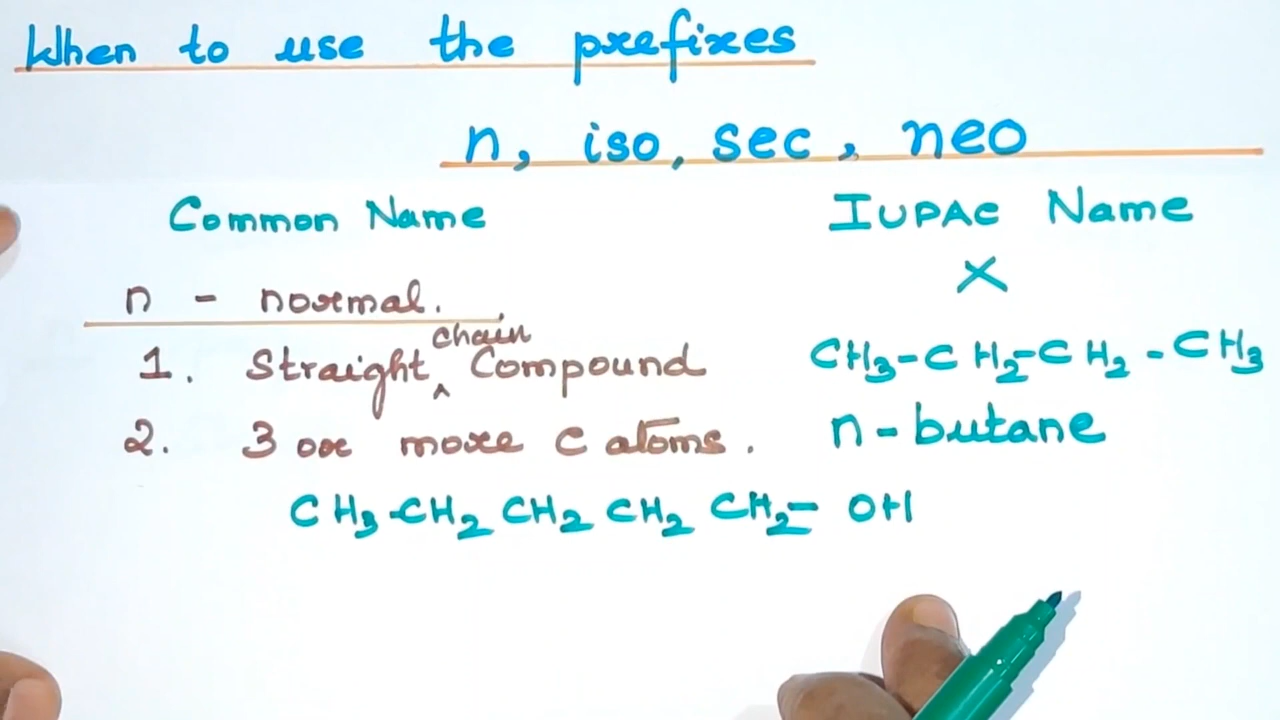 When to use the prefixes
n, iso, sec, neo
Common Name
IUPAC Name
X
n - normal.
1. Straight ^ chain Compound
CH3-CH2-CH2-CH3
2. 3 or more C atoms.
n-butane
CH3-CH2 CH2 CH2 CH2- OH